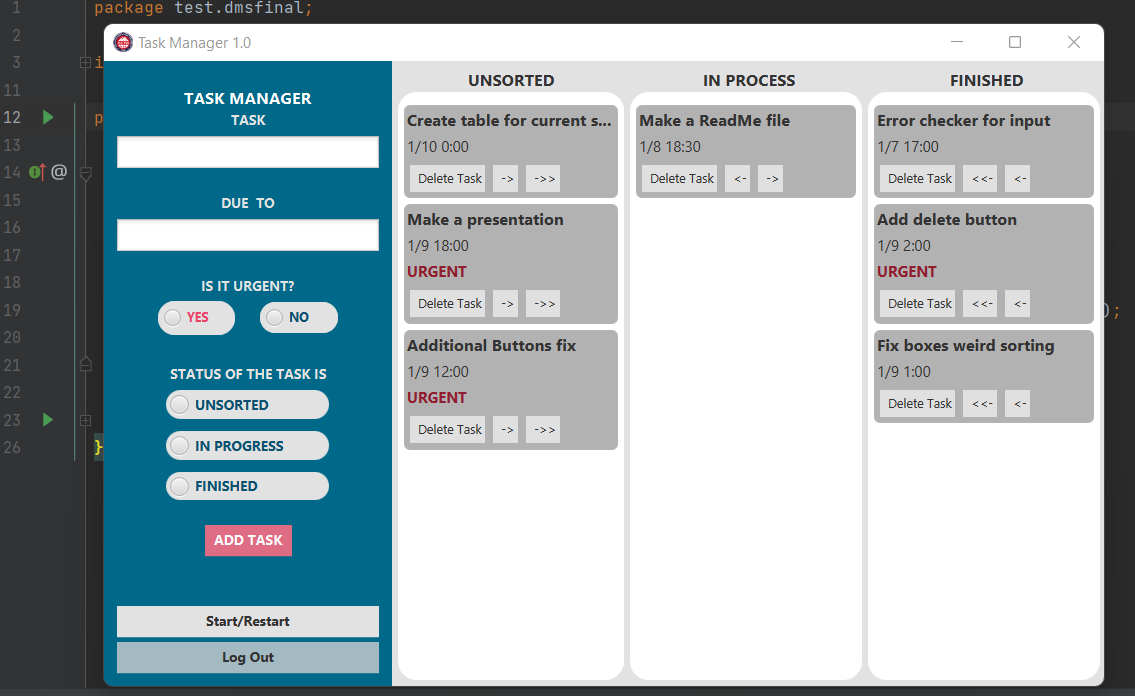 1 package test.dmsfinal;
2
Task Manager 1.0
3 i
11
12 p
13
14 @
15
16
17
18
19 );
20
21
22
23
26 }
TASK MANAGER
TASK
DUE TO
IS IT URGENT?
YES NO
STATUS OF THE TASK IS
UNSORTED
IN PROGRESS
FINISHED
ADD TASK
Start/Restart
Log Out
UNSORTED
Create table for current s...
1/10 0:00
Delete Task -> ->>
Make a presentation
1/9 18:00
URGENT
Delete Task -> ->>
Additional Buttons fix
1/9 12:00
URGENT
Delete Task -> ->>
IN PROCESS
Make a ReadMe file
1/8 18:30
Delete Task <- ->
FINISHED
Error checker for input
1/7 17:00
Delete Task <<- <-
Add delete button
1/9 2:00
URGENT
Delete Task <<- <-
Fix boxes weird sorting
1/9 1:00
Delete Task <<- <-